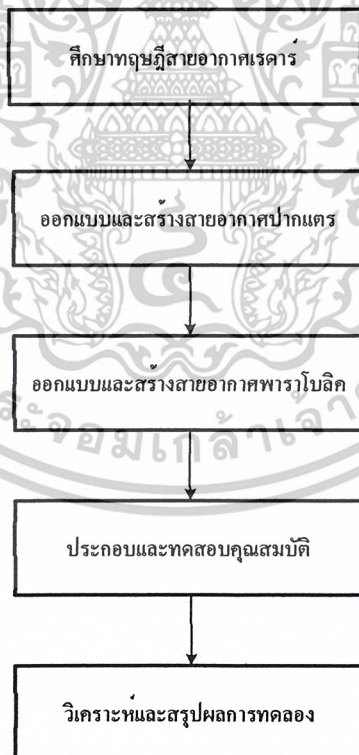 ศึกษาทฤษฎีสายอากาศเรดาร์
ออกแบบและสร้างสายอากาศปากแตร
ออกแบบและสร้างสายอากาศพาราโบลิค
ประกอบและทดสอบคุณสมบัติ
วิเคราะห์และสรุปผลการทดลอง